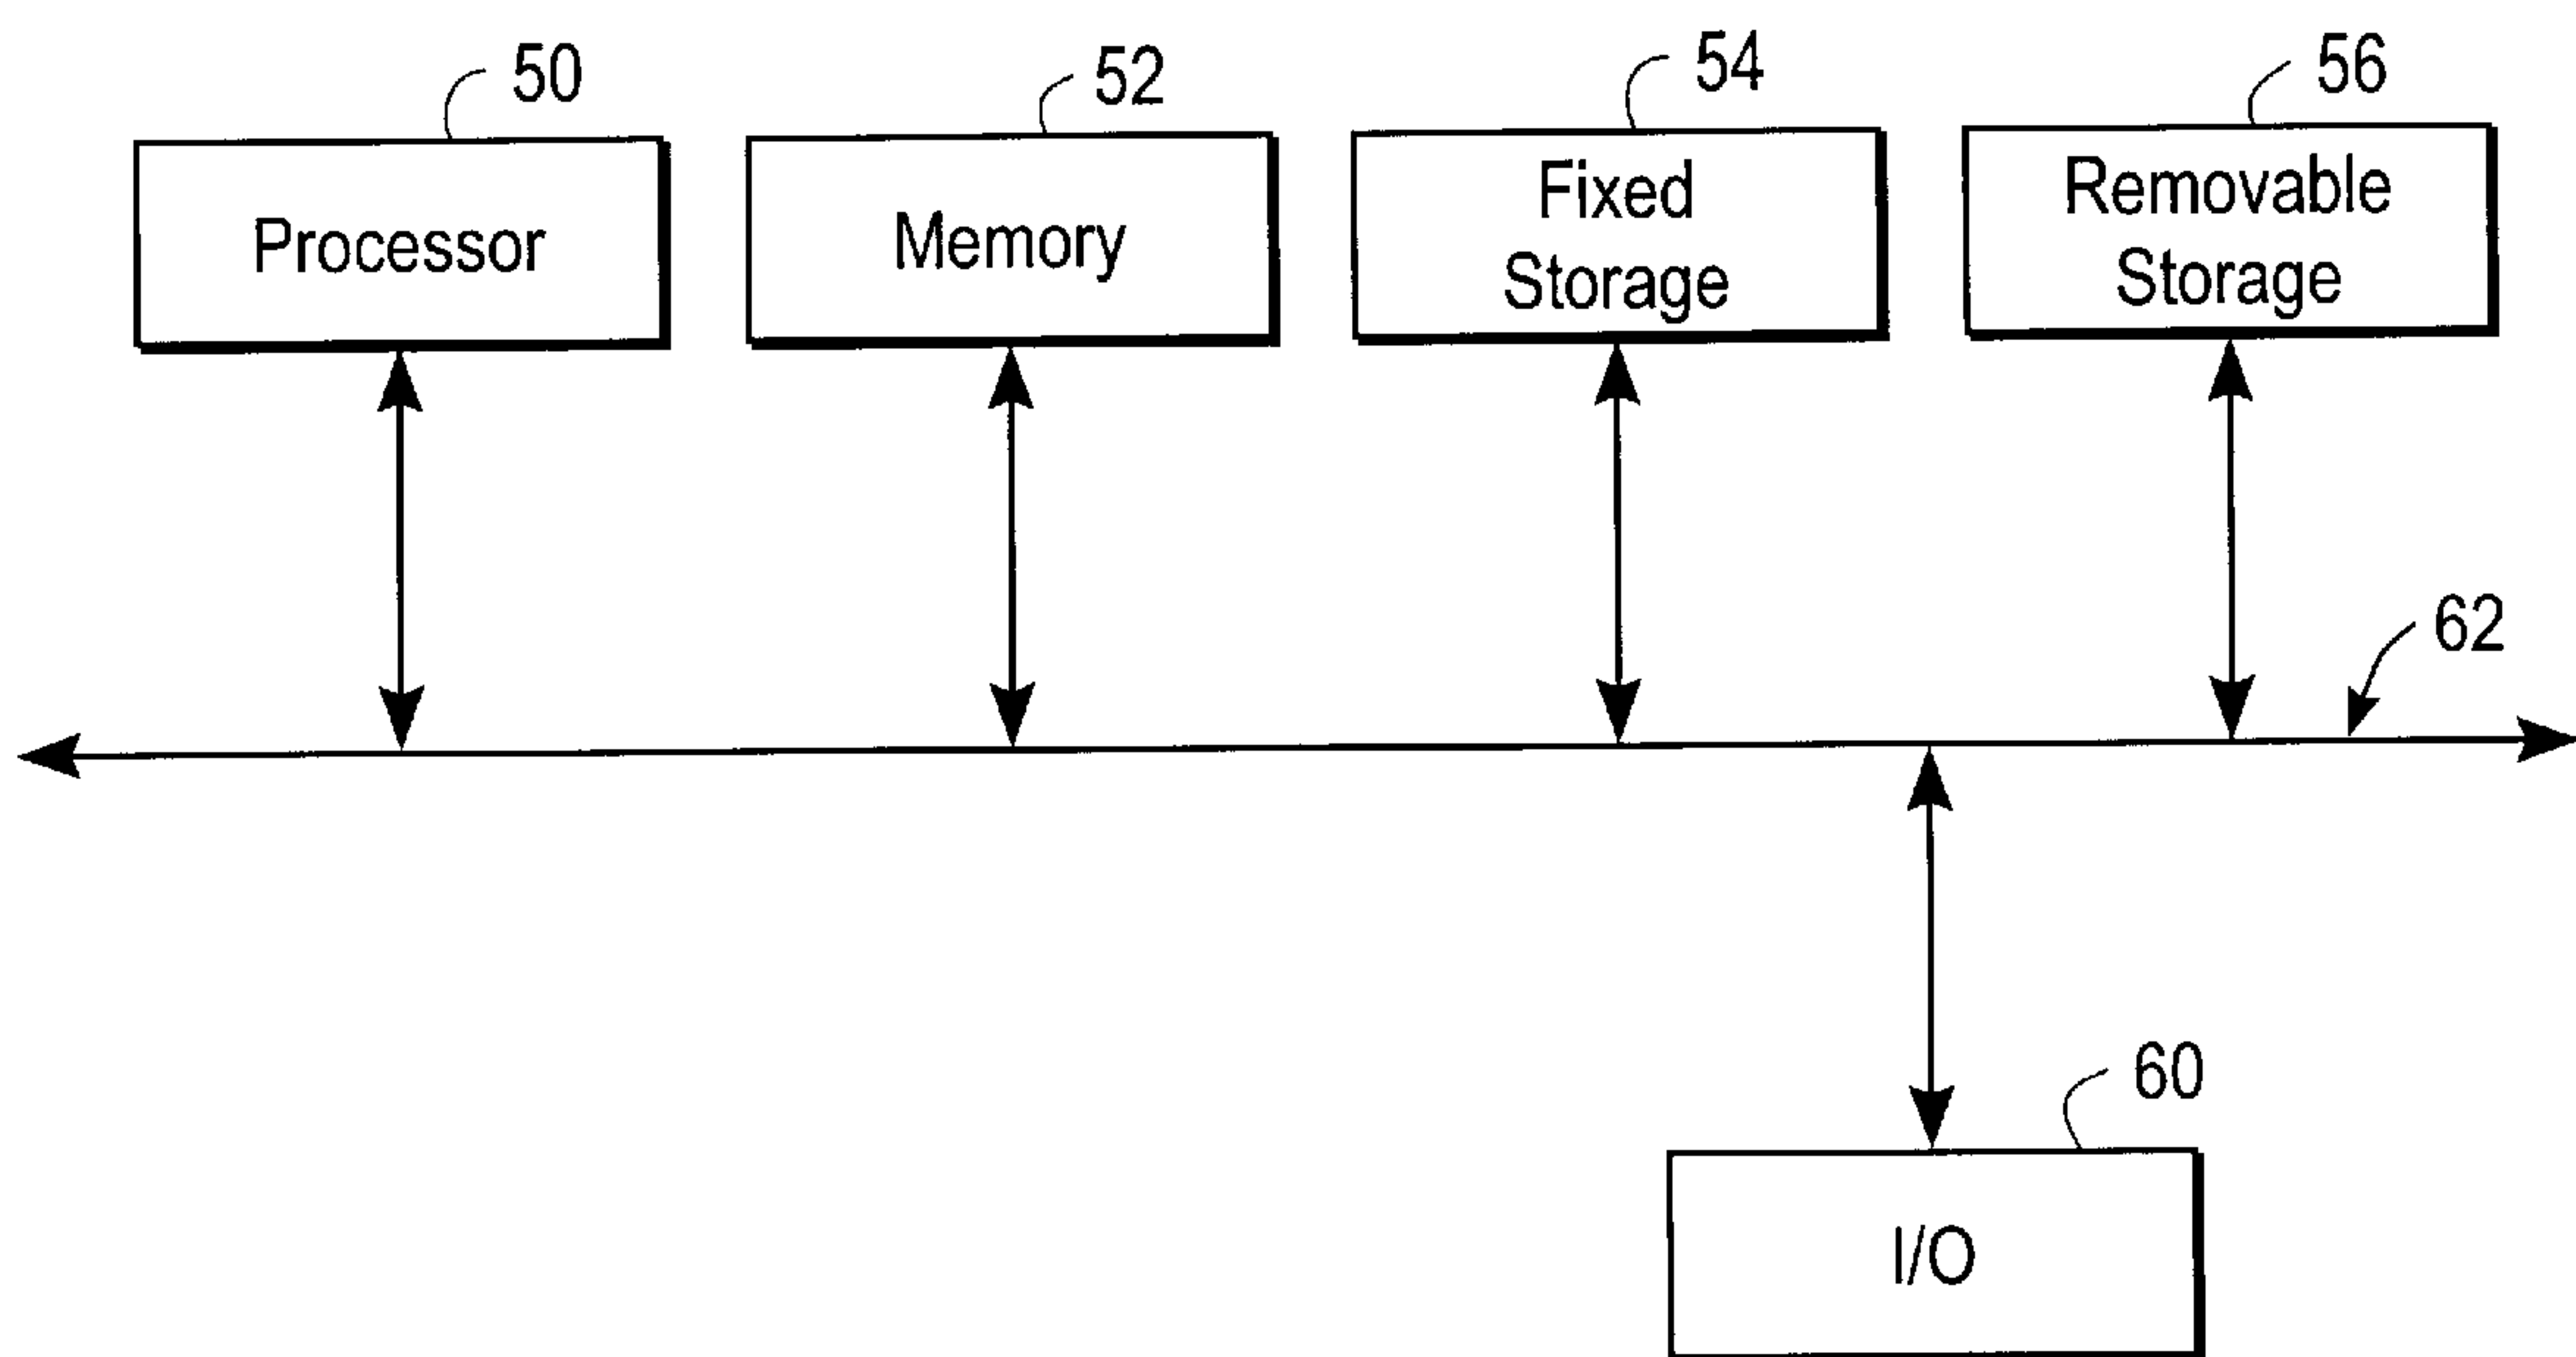 50
52
54
56
Processor
Memory
Fixed
Storage
Removable
Storage
62
60
I/O